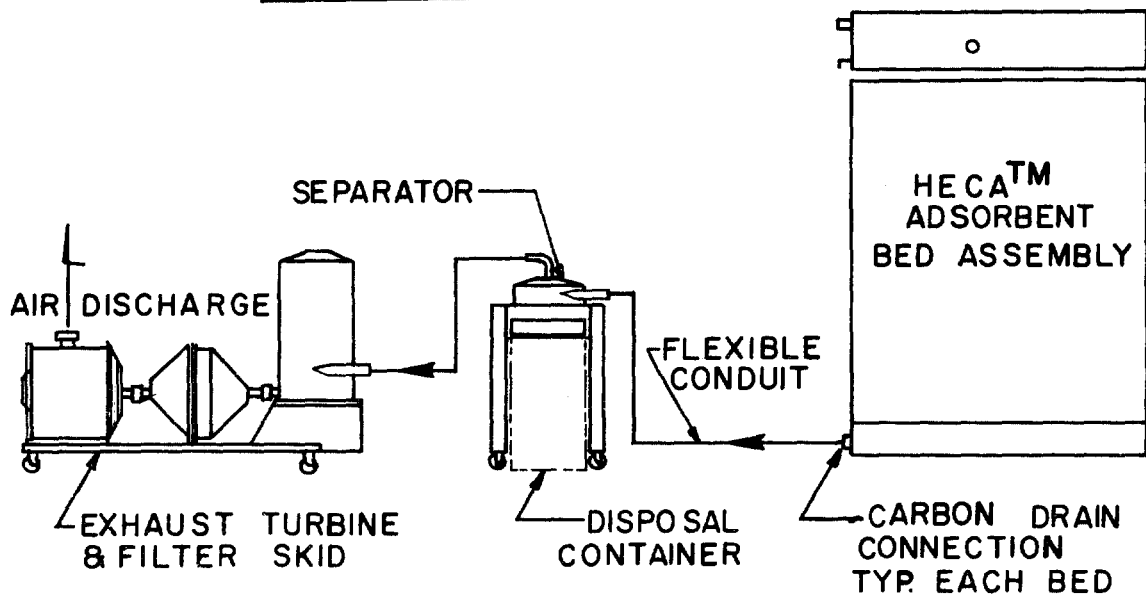 HECA™
ADSORBENT
BED ASSEMBLY
SEPARATOR
AIR DISCHARGE
FLEXIBLE
CONDUIT
EXHAUST TURBINE
& FILTER SKID
DISPOSAL
CONTAINER
CARBON DRAIN
CONNECTION
TYP. EACH BED